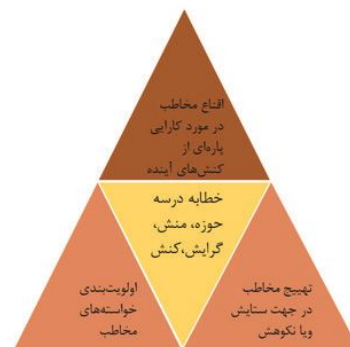 اقناع مخاطب
در مورد کارایی
پاره‌ای از
کنش‌های آینده
خطابه درسه
حوزه، منش،
گرایش،کنش
تهییج مخاطب
در جهت ستایش
ویا نکوهش
اولویت‌بندی
خواسته‌های
مخاطب